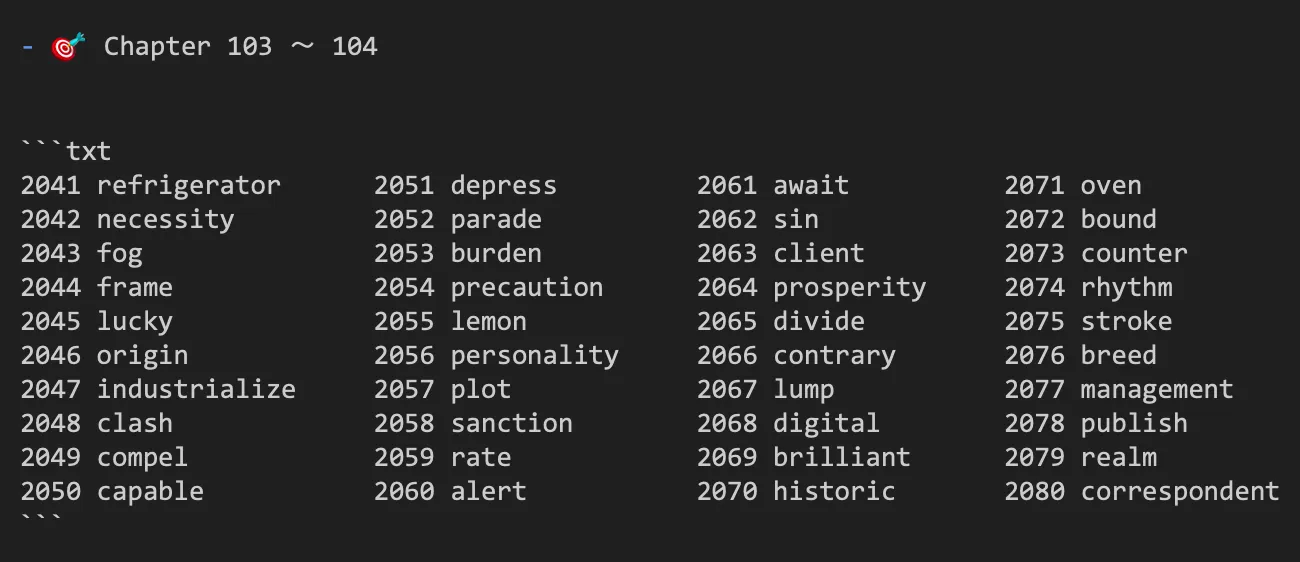 - 🎯 Chapter 103 ～ 104
```txt
2041 refrigerator 2051 depress 2061 await 2071 oven
2042 necessity 2052 parade 2062 sin 2072 bound
2043 fog 2053 burden 2063 client 2073 counter
2044 frame 2054 precaution 2064 prosperity 2074 rhythm
2045 lucky 2055 lemon 2065 divide 2075 stroke
2046 origin 2056 personality 2066 contrary 2076 breed
2047 industrialize 2057 plot 2067 lump 2077 management
2048 clash 2058 sanction 2068 digital 2078 publish
2049 compel 2059 rate 2069 brilliant 2079 realm
2050 capable 2060 alert 2070 historic 2080 correspondent
```